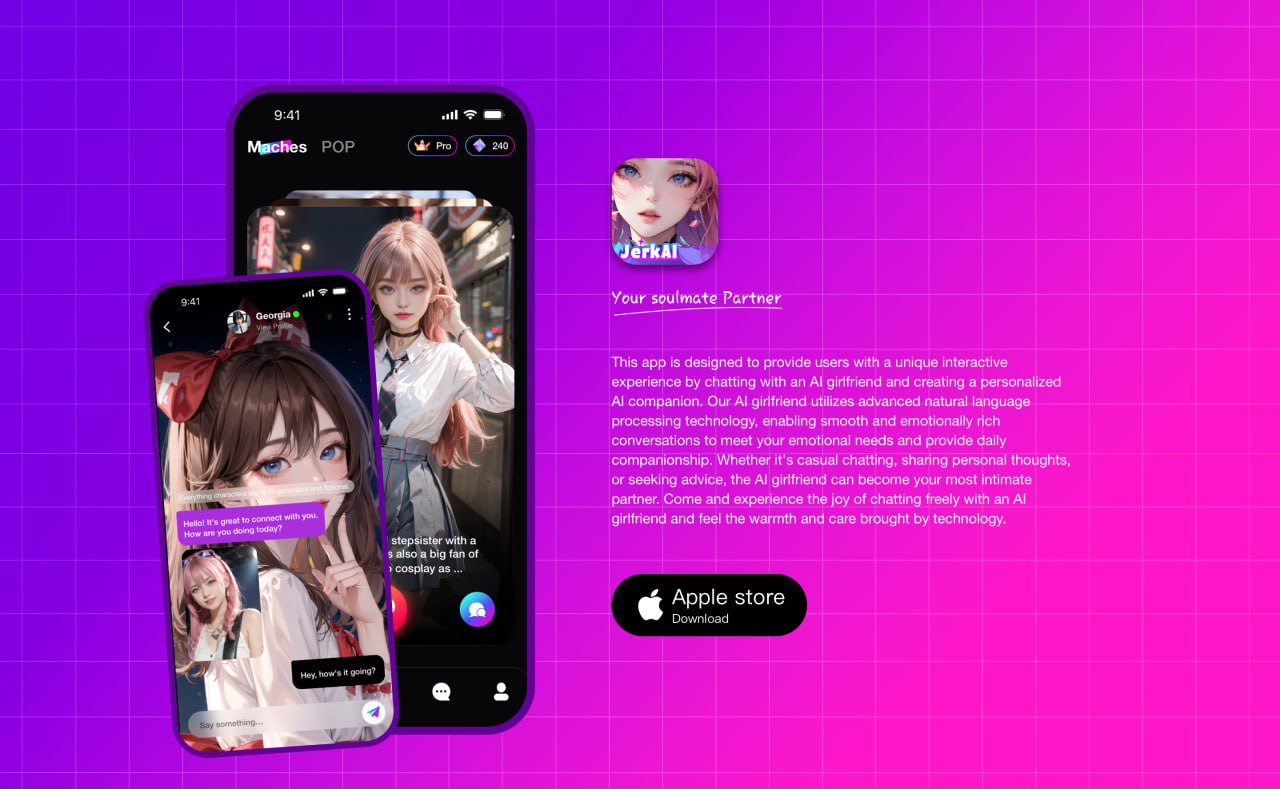 9:41
Maches POP
Pro
240
stepsister with a
s also a big fan of
cosplay as ...
9:41
Georgia
View Profile
Everything characters say is AI-generated and fictional.
Hello! It's great to connect with you.
How are you doing today?
Hey, how's it going?
Say something...
JerkAI
Your soulmate Partner
This app is designed to provide users with a unique interactive
experience by chatting with an AI girlfriend and creating a personalized
AI companion. Our AI girlfriend utilizes advanced natural language
processing technology, enabling smooth and emotionally rich
conversations to meet your emotional needs and provide daily
companionship. Whether it's casual chatting, sharing personal thoughts,
or seeking advice, the AI girlfriend can become your most intimate
partner. Come and experience the joy of chatting freely with an AI
girlfriend and feel the warmth and care brought by technology.
Apple store
Download